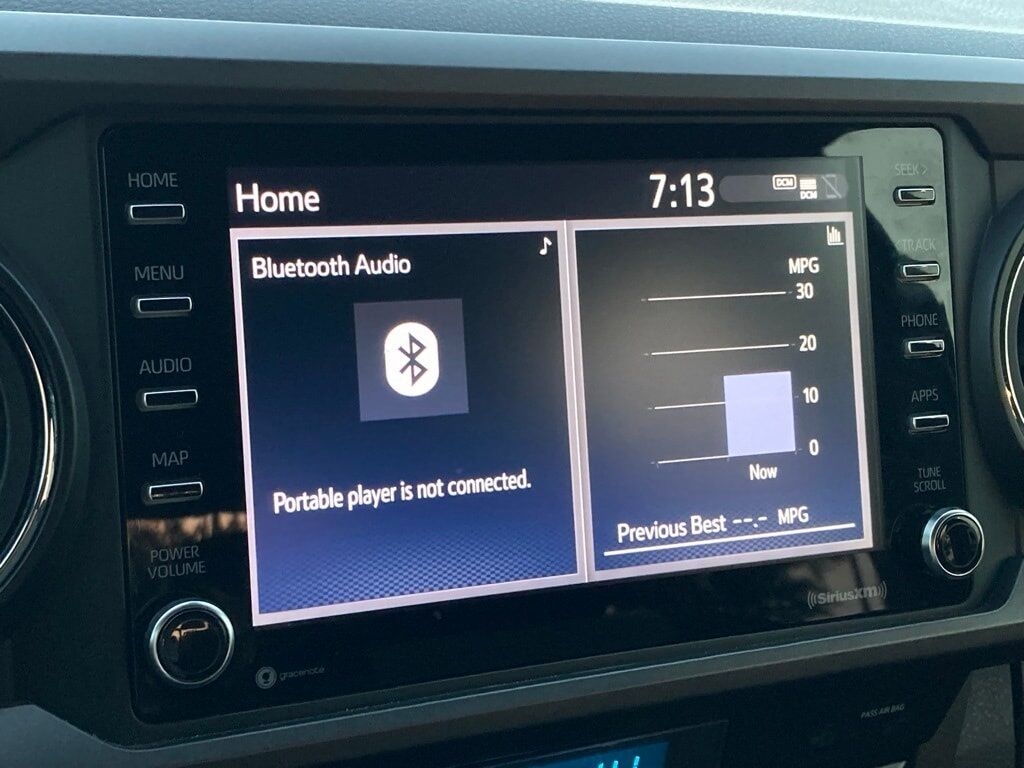 HOME
MENU
AUDIO
MAP
POWER
VOLUME
Home
7:13
DCM
DCM
Bluetooth Audio
Portable player is not connected.
MPG
30
20
10
0
Now
Previous Best --.- MPG
SEEK >
< TRACK
PHONE
APPS
TUNE
SCROLL
gracenote
((SiriusXM))
PASS AIR BAG